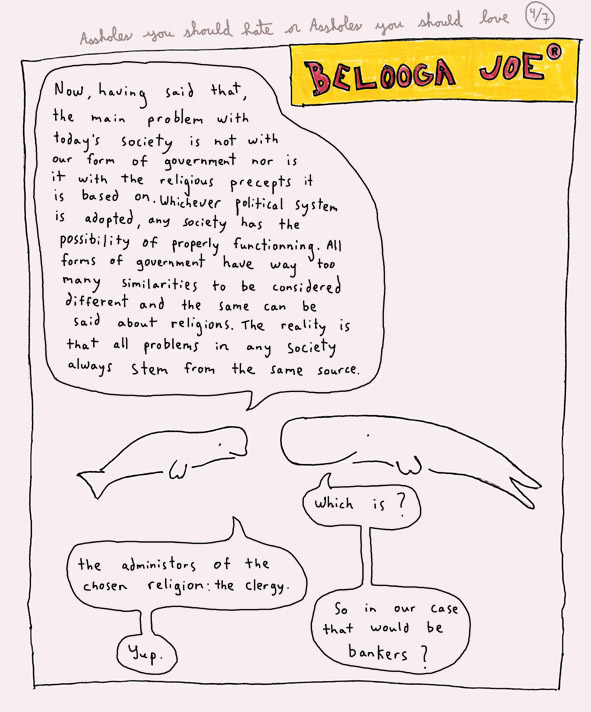 Assholes you should hate or Assholes you should love 4/7
BELOOGA JOE®
Now, having said that,
the main problem with
today's society is not with
our form of government nor is
it with the religious precepts it
is based on. Whichever political system
is adopted, any society has the
possibility of properly functionning. All
forms of government have way too
many similarities to be considered
different and the same can be
said about religions. The reality is
that all problems in any society
always stem from the same source.
Which is ?
the administors of the
chosen religion: the clergy.
So in our case
that would be
bankers ?
Yup.